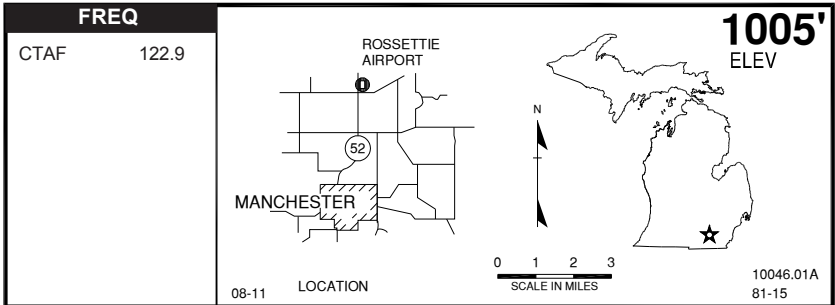 FREQ
CTAF 122.9
ROSSETTIE
AIRPORT
52
MANCHESTER
08-11
LOCATION
N
0 1 2 3
SCALE IN MILES
1005'
ELEV
10046.01A
81-15